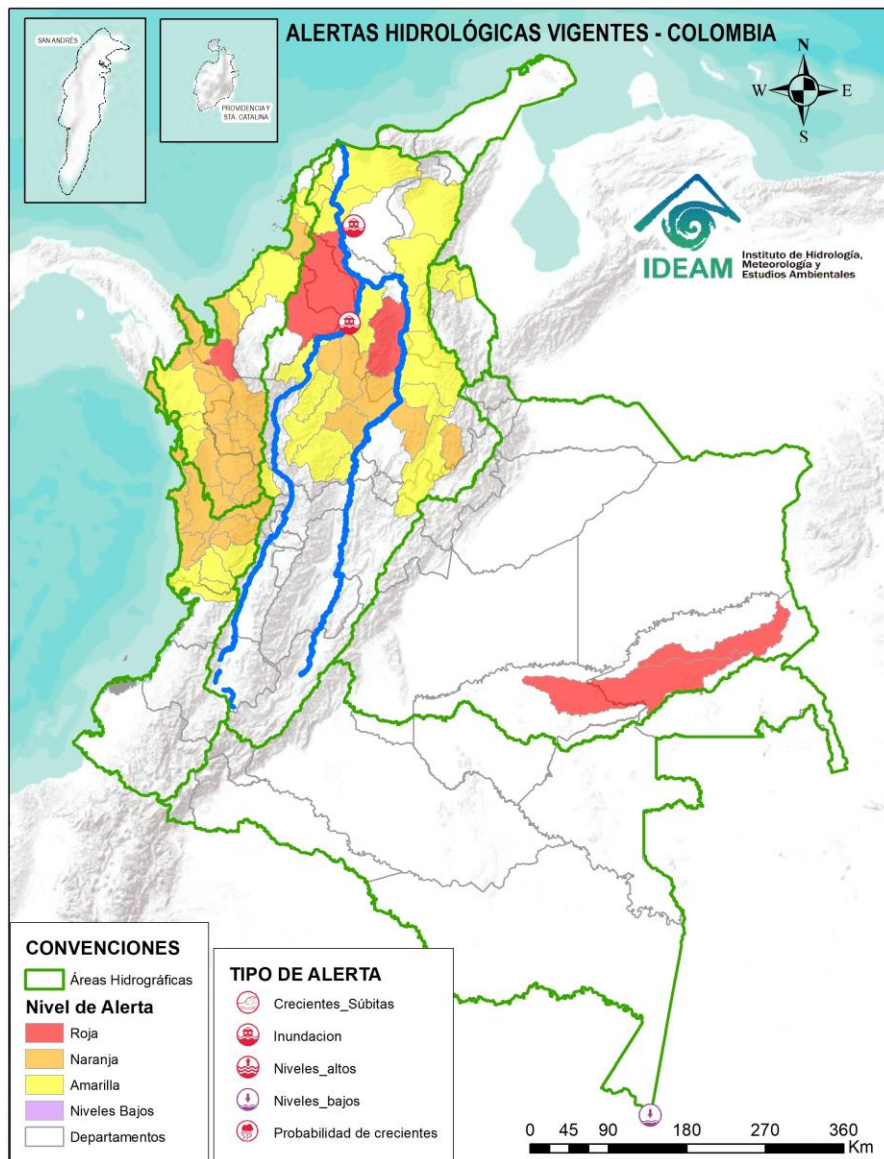 ALERTAS HIDROLÓGICAS VIGENTES - COLOMBIA
SAN ANDRÉS
PROVIDENCIA Y
STA. CATALINA
N
W
E
S
IDEAM
Instituto de Hidrología,
Meteorología y
Estudios Ambientales
CONVENCIONES
Áreas Hidrográficas
Nivel de Alerta
Roja
Naranja
Amarilla
Niveles Bajos
Departamentos
TIPO DE ALERTA
Crecientes_Súbitas
Inundacion
Niveles_altos
Niveles_bajos
Probabilidad de crecientes
0 45 90 180 270 360
Km